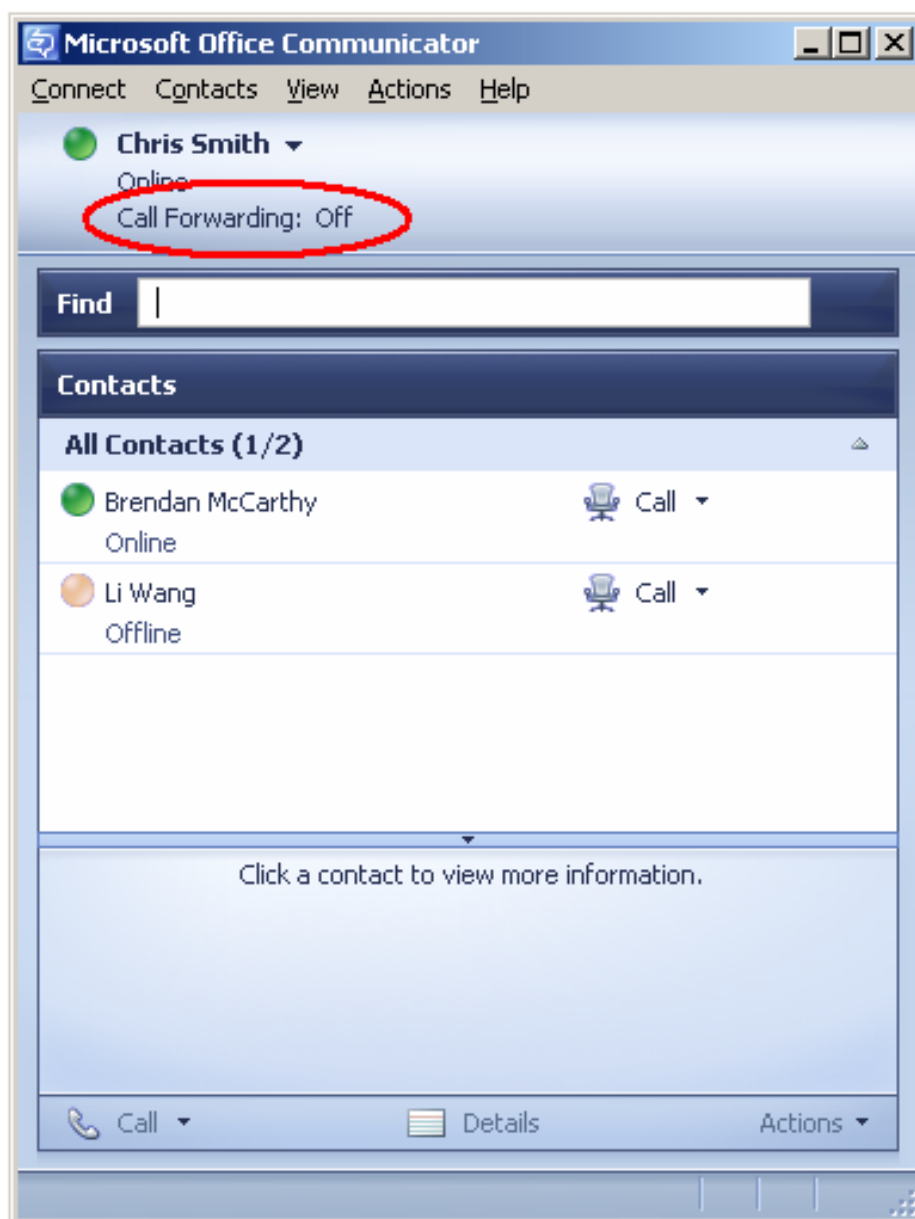 Microsoft Office Communicator
Connect Contacts View Actions Help
Chris Smith
Online
Call Forwarding: Off
Find
Contacts
All Contacts (1/2)
Brendan McCarthy Call
Online
Li Wang Call
Offline
Click a contact to view more information.
Call Details Actions